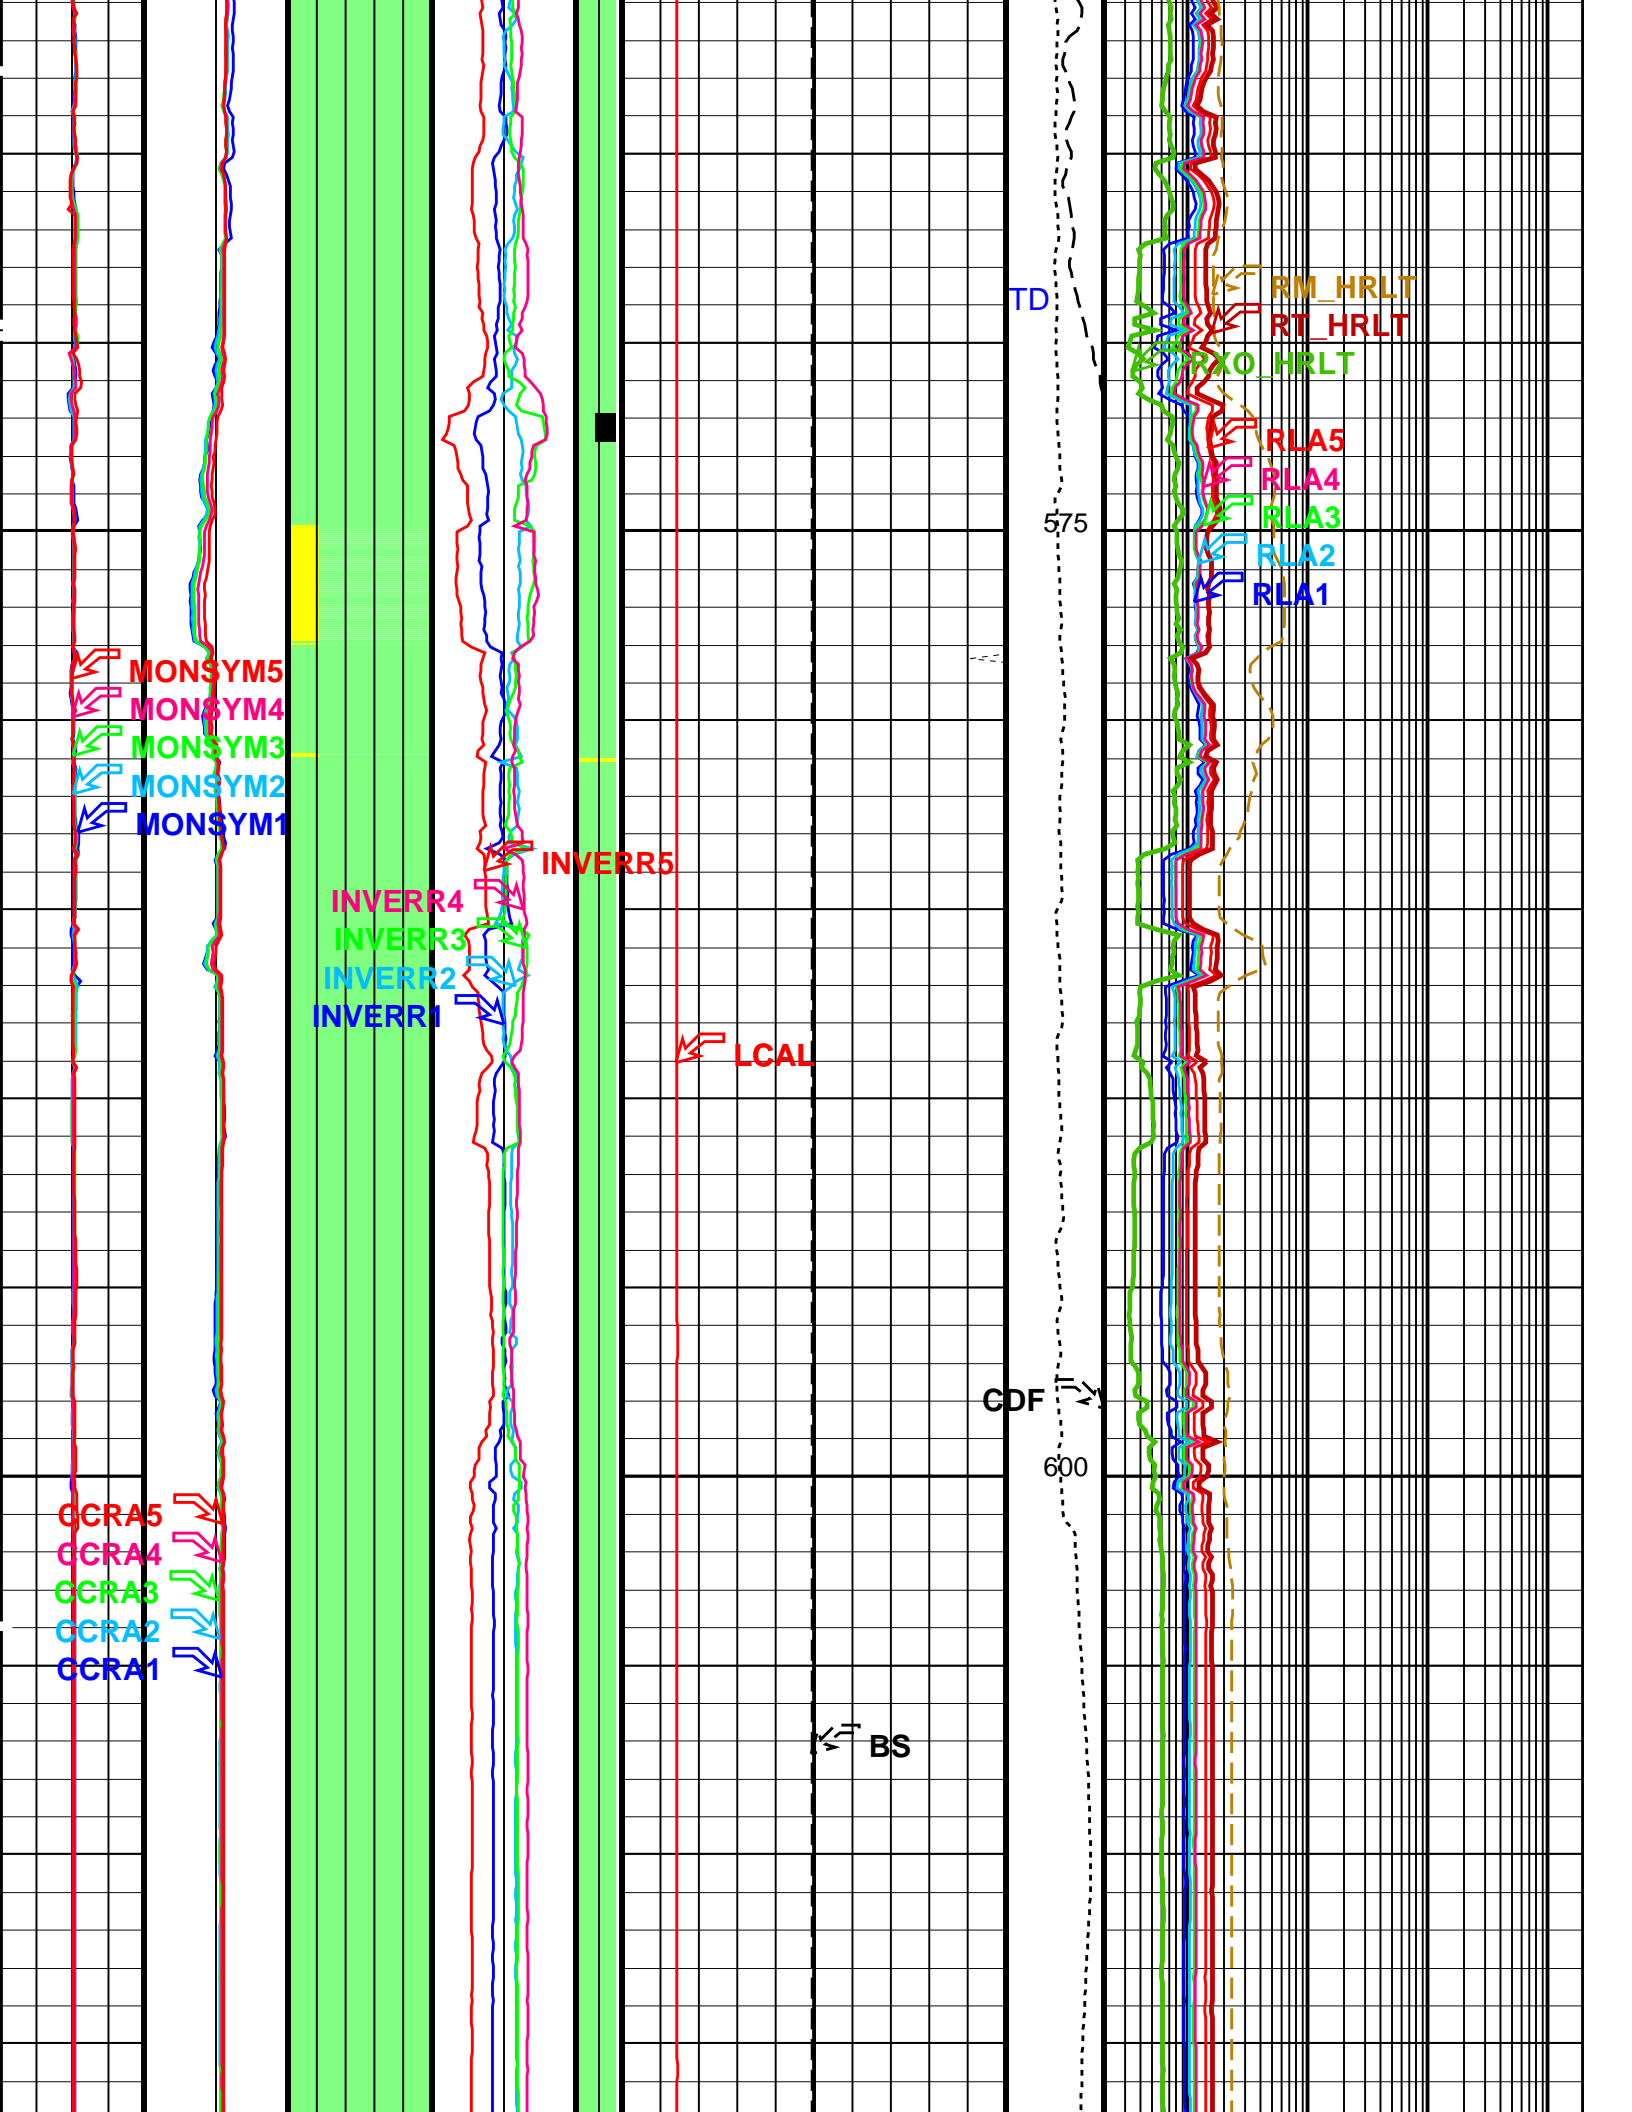 RM_HRLT
TD
RT_HRLT
RXO_HRLT
RLA5
RLA4
RLA3
575
RLA2
RLA1
MONSYM5
MONSYM4
MONSYM3
MONSYM2
MONSYM1
INVERR5
INVERR4
INVERR3
INVERR2
INVERR1
LCAL
CDF
600
CCRA5
CCRA4
CCRA3
CCRA2
CCRA1
BS